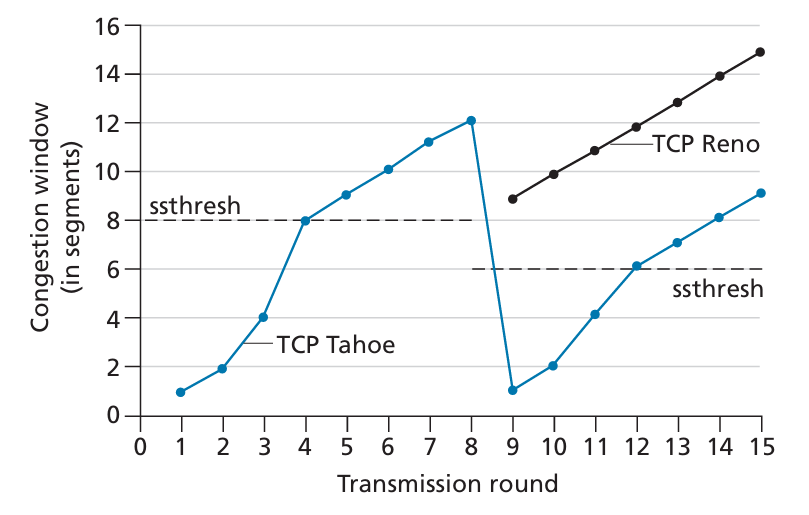 Congestion window
(in segments)
16
14
12
10
8
6
4
2
0
ssthresh
TCP Tahoe
TCP Reno
ssthresh
0 1 2 3 4 5 6 7 8 9 10 11 12 13 14 15
Transmission round